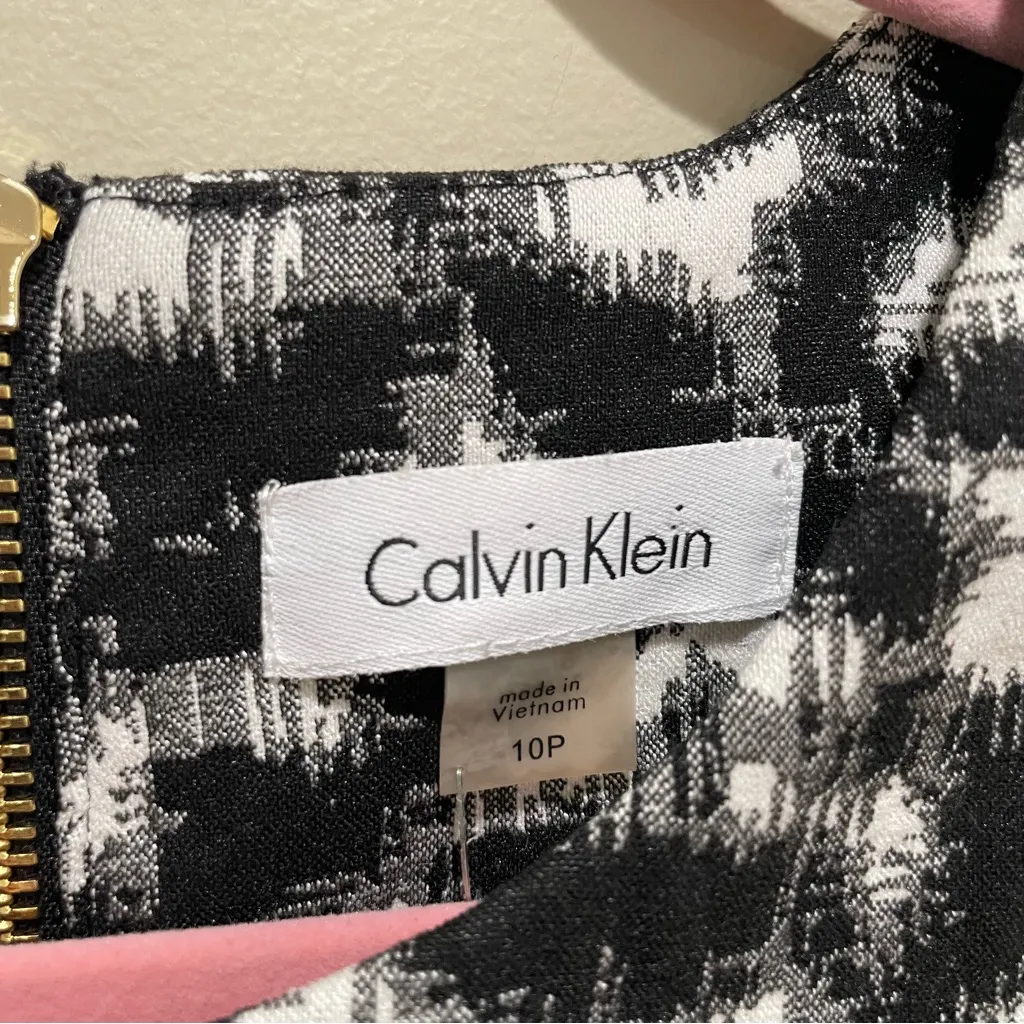 Calvin Klein
made in
Vietnam
10P